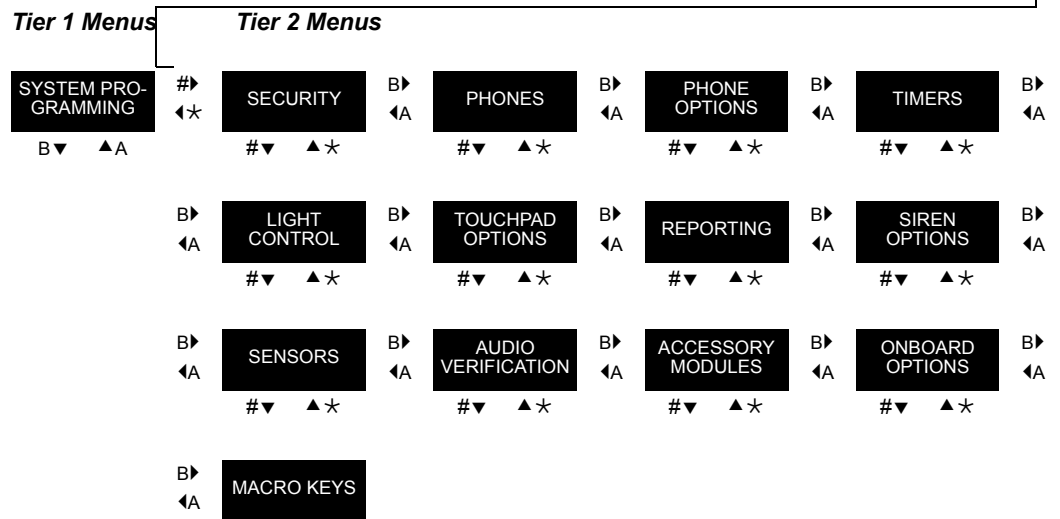 Tier 1 Menus Tier 2 Menus
SYSTEM PRO-
GRAMMING
#▶
◀*
SECURITY
B▶
◀A
PHONES
B▶
◀A
PHONE
OPTIONS
B▶
◀A
TIMERS
B▶
◀A
B▼ ▲A
#▼ ▲*
#▼ ▲*
#▼ ▲*
#▼ ▲*
B▶
◀A
LIGHT
CONTROL
B▶
◀A
TOUCHPAD
OPTIONS
B▶
◀A
REPORTING
B▶
◀A
SIREN
OPTIONS
B▶
◀A
#▼ ▲*
#▼ ▲*
#▼ ▲*
#▼ ▲*
B▶
◀A
SENSORS
B▶
◀A
AUDIO
VERIFICATION
B▶
◀A
ACCESSORY
MODULES
B▶
◀A
ONBOARD
OPTIONS
B▶
◀A
#▼ ▲*
#▼ ▲*
#▼ ▲*
#▼ ▲*
B▶
◀A
MACRO KEYS